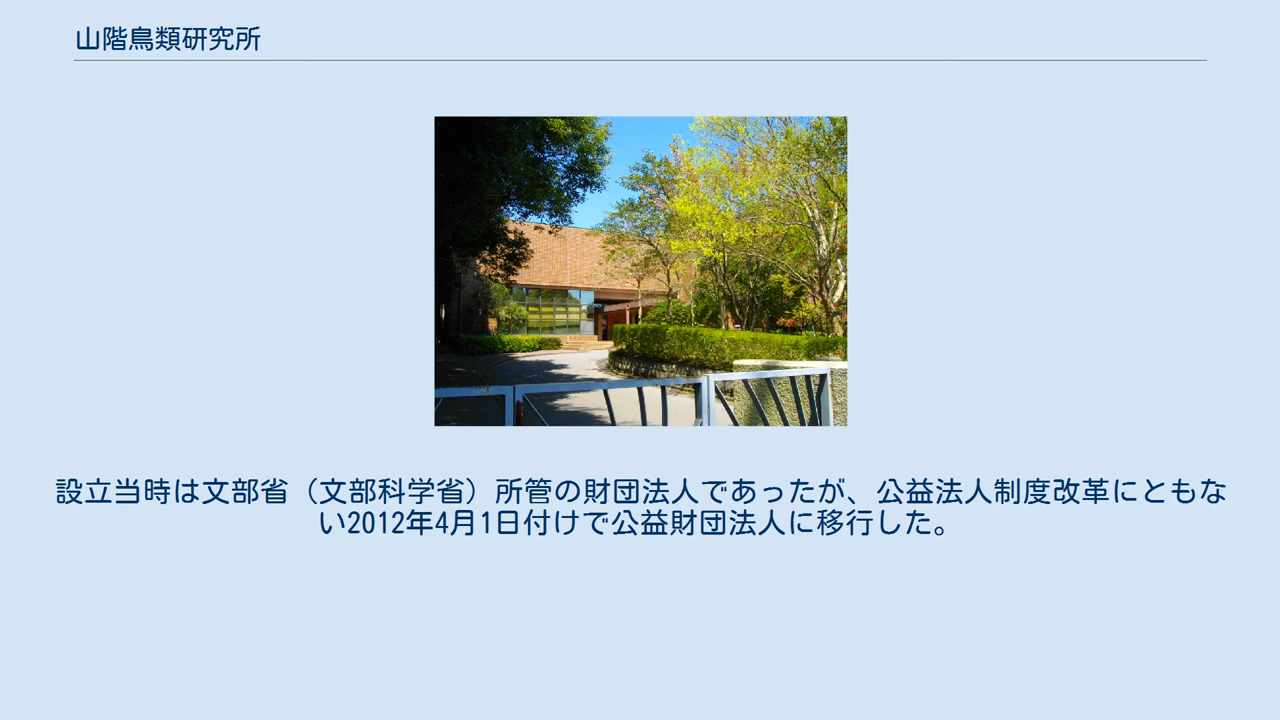 山階鳥類研究所
設立当時は文部省（文部科学省）所管の財団法人であったが、公益法人制度改革にともな
い2012年4月1日付けで公益財団法人に移行した。